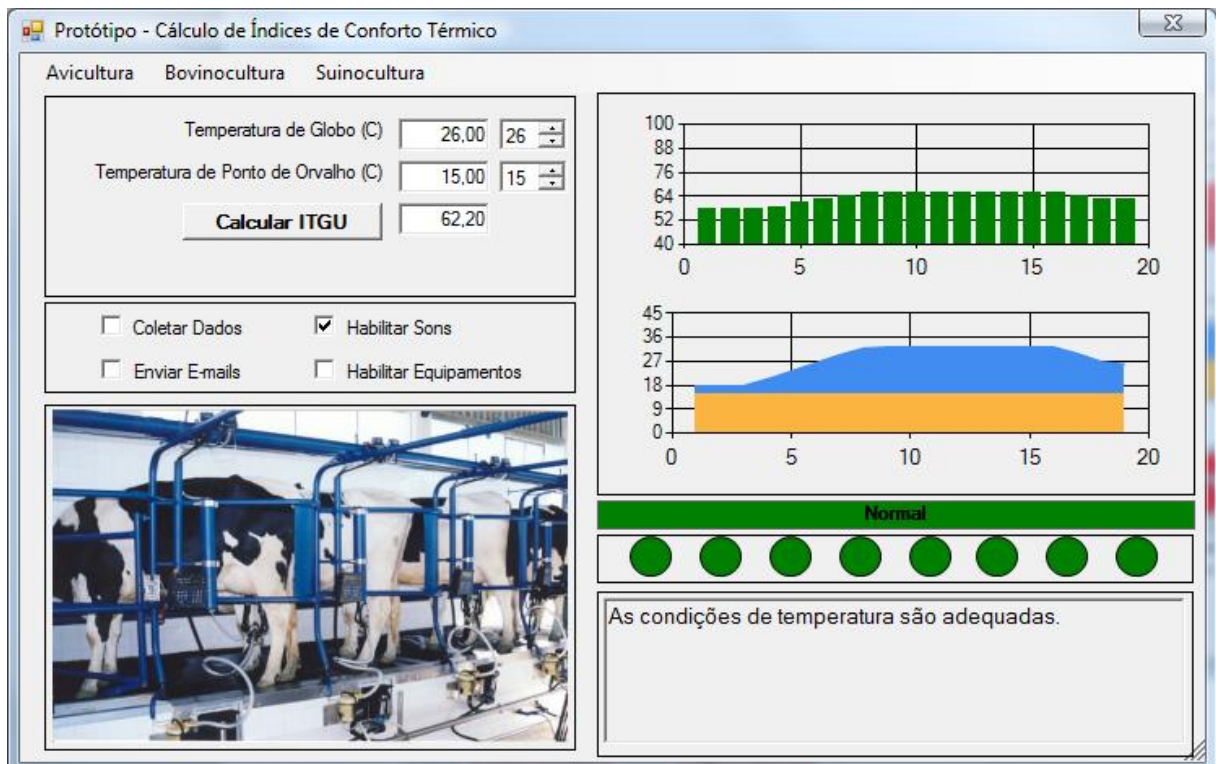 Protótipo - Cálculo de Índices de Conforto Térmico
Avicultura Bovinocultura Suinocultura
Temperatura de Globo (C) 26,00 26
Temperatura de Ponto de Orvalho (C) 15,00 15
Calcular ITGU 62,20
Coletar Dados Habilitar Sons
Enviar E-mails Habilitar Equipamentos
100
88
76
64
52
40
0 5 10 15 20
45
36
27
18
9
0
0 5 10 15 20
Normal
As condições de temperatura são adequadas.